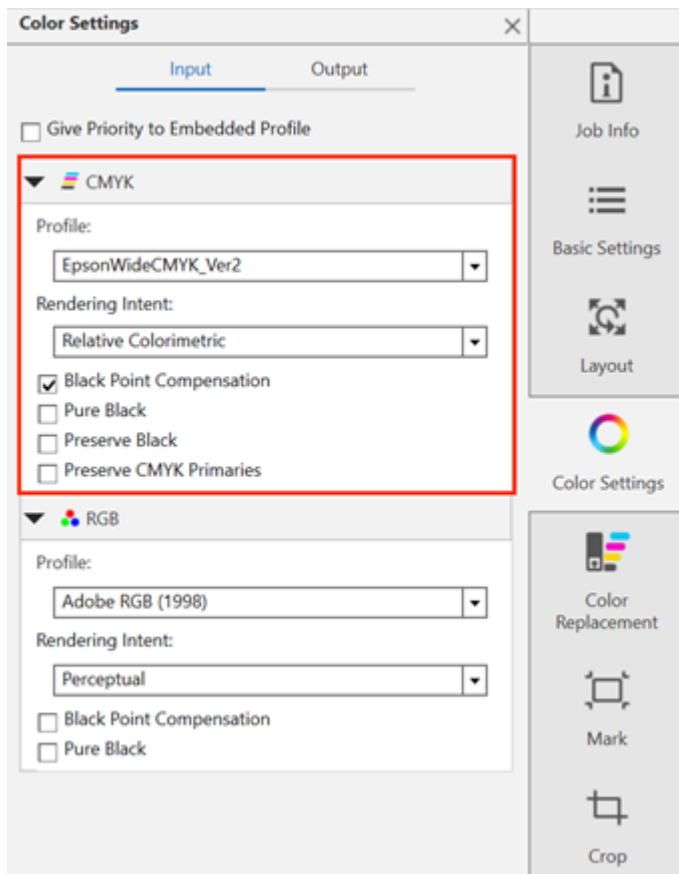 Color Settings
Input
Output
Give Priority to Embedded Profile
CMYK
Profile:
EpsonWideCMYK_Ver2
Rendering Intent:
Relative Colorimetric
Black Point Compensation
Pure Black
Preserve Black
Preserve CMYK Primaries
RGB
Profile:
Adobe RGB (1998)
Rendering Intent:
Perceptual
Black Point Compensation
Pure Black
Job Info
Basic Settings
Layout
Color Settings
Color
Replacement
Mark
Crop